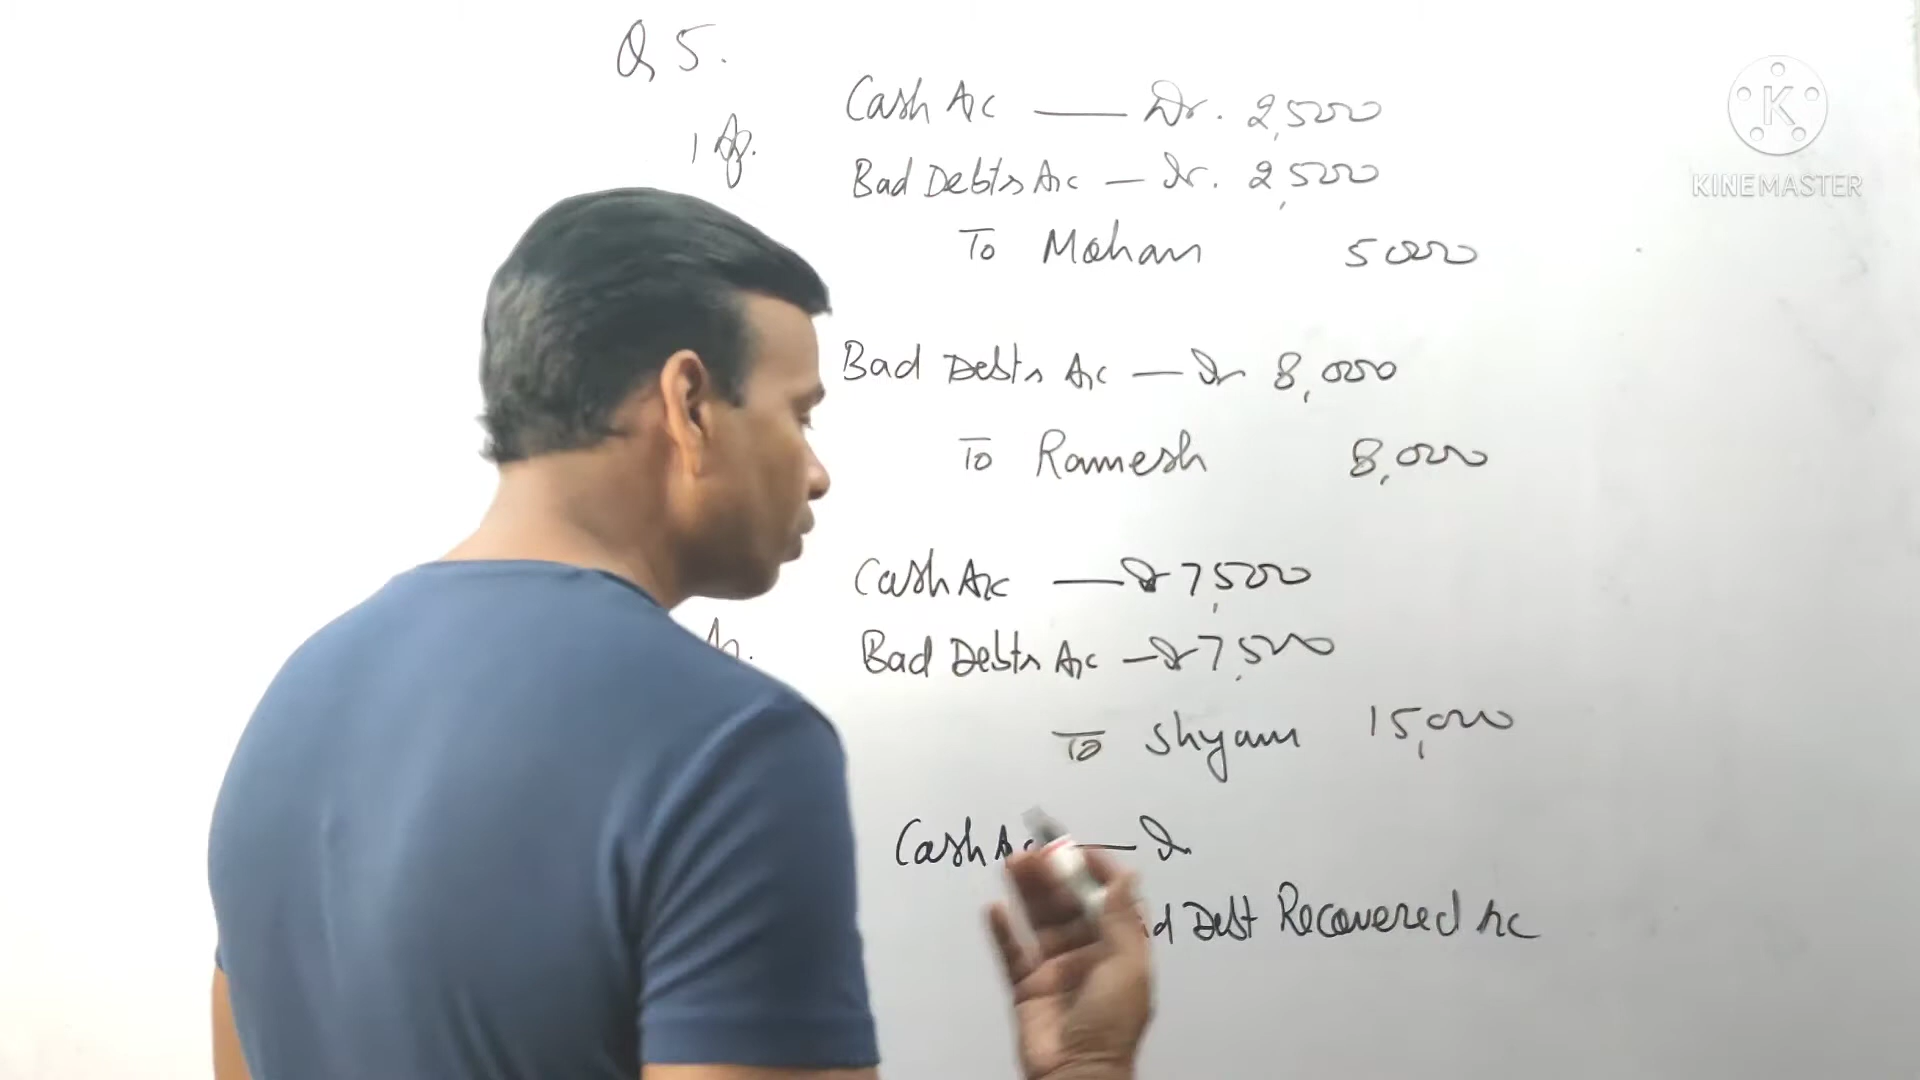 Q 5.
Cash A/c —— Dr. 2,500
1 Ap.
Bad Debts A/c — Dr. 2,500
To Mohan 5000
Bad Debts A/c — Dr 8,000
To Ramesh 8,000
Cash A/c —— Dr 7,500
Bad Debts A/c — Dr 7,500
To Shyam 15,000
Cash A/c —— Dr
Debt Recovered A/c
K
KINEMASTER